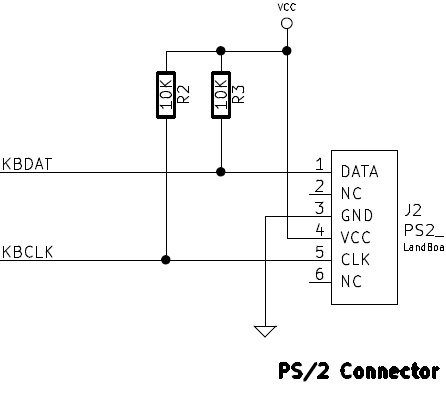 VCC
10K R2
10K R3
KBDAT
1 DATA
2 NC
3 GND
4 VCC
KBCLK
5 CLK
6 NC
J2
PS2_
LandBoa
PS/2 Connector